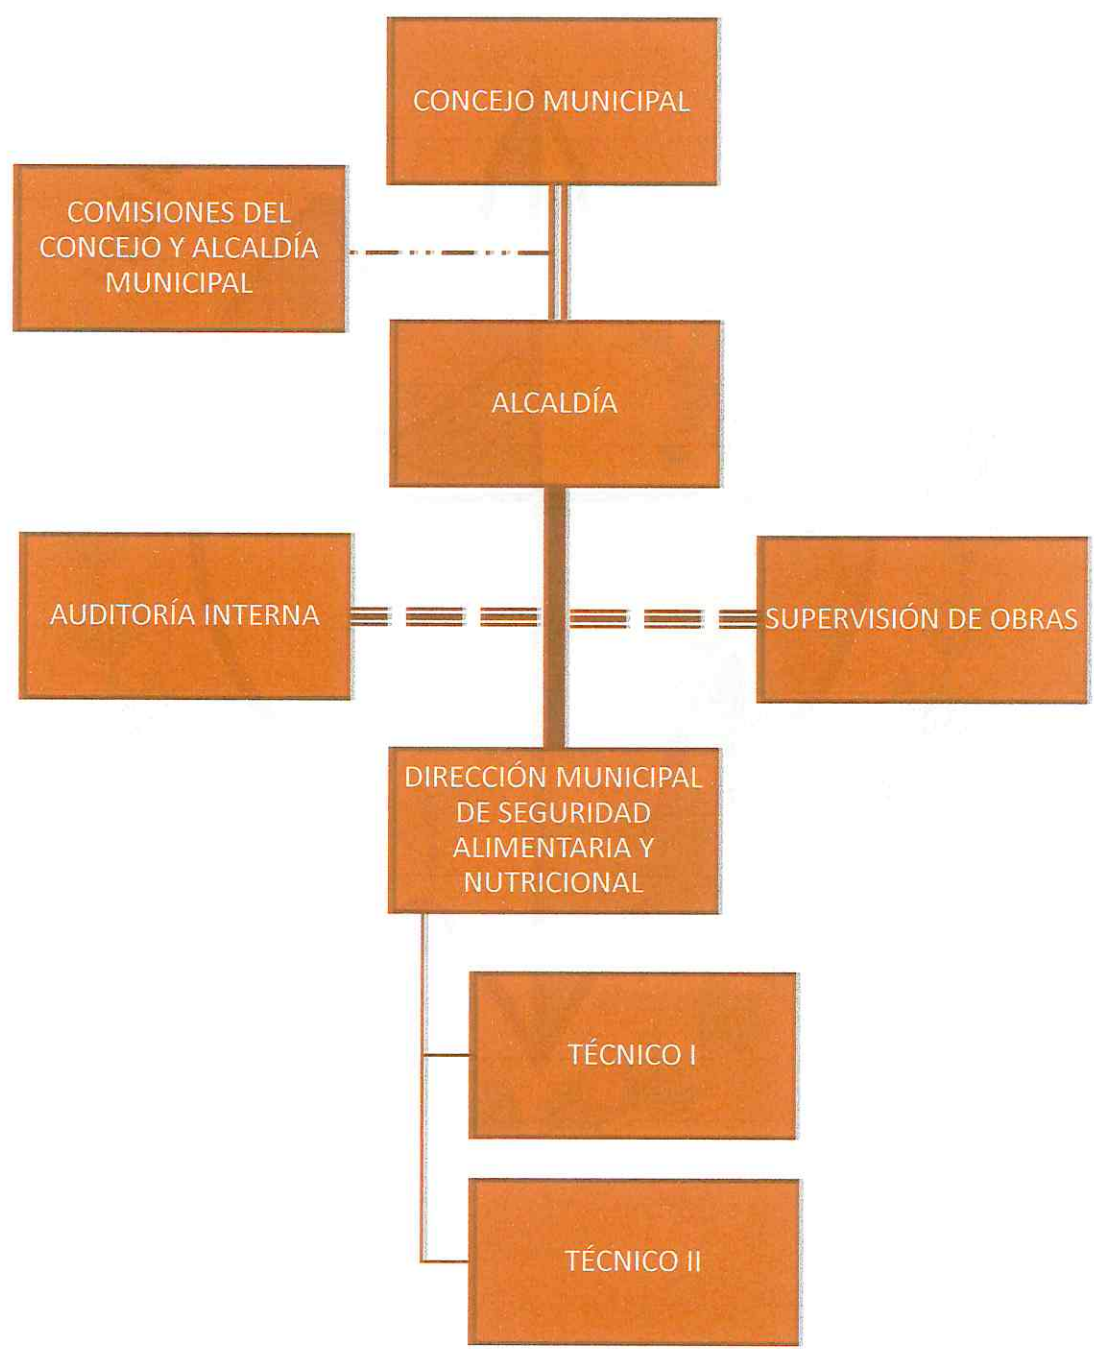 CONCEJO MUNICIPAL
COMISIONES DEL
CONCEJO Y ALCALDÍA
MUNICIPAL
ALCALDÍA
AUDITORÍA INTERNA
SUPERVISIÓN DE OBRAS
DIRECCIÓN MUNICIPAL
DE SEGURIDAD
ALIMENTARIA Y
NUTRICIONAL
TÉCNICO I
TÉCNICO II